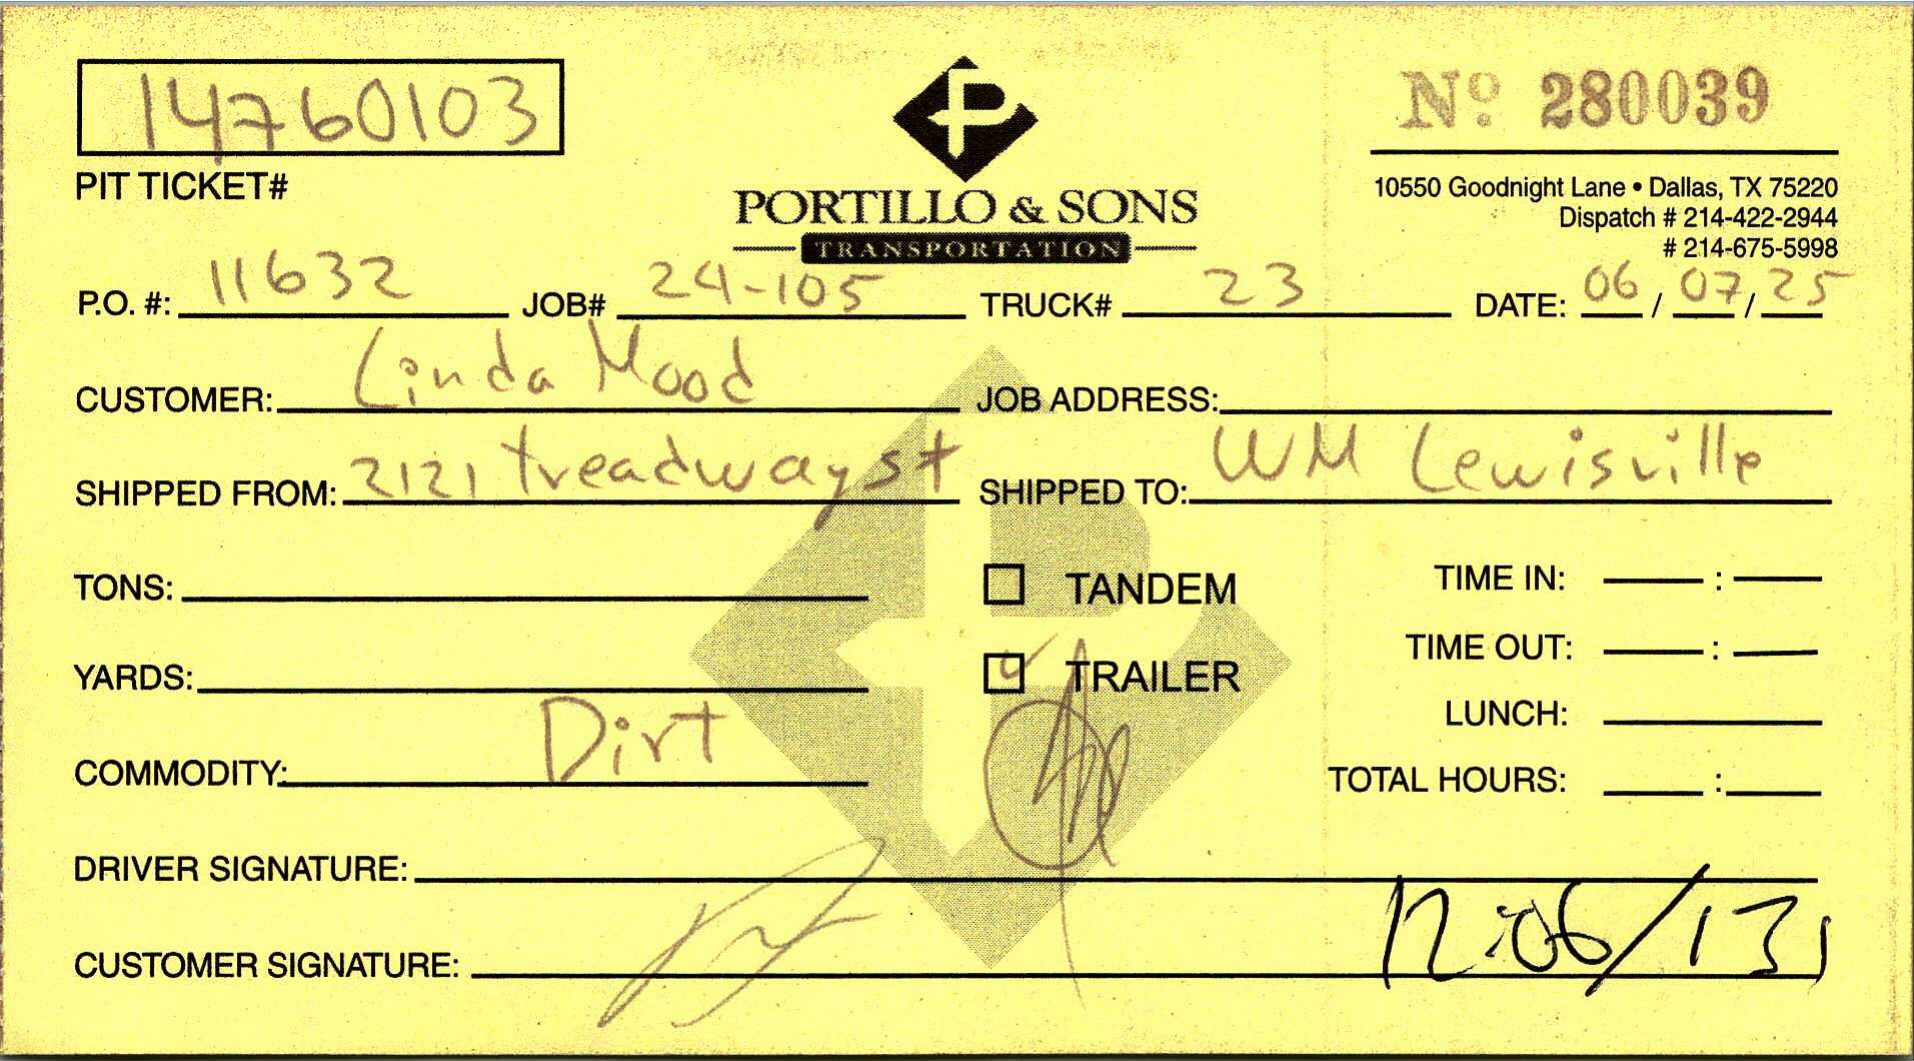 14760103
PIT TICKET#
PORTILLO & SONS
TRANSPORTATION
Nº 280039
10550 Goodnight Lane • Dallas, TX 75220
Dispatch # 214-422-2944
# 214-675-5998
P.O. #: 11632 JOB# 24-105 TRUCK# 23 DATE: 06 / 07 / 25
CUSTOMER: Linda Mood JOB ADDRESS:
SHIPPED FROM: 2121 treadway st SHIPPED TO: WM Lewisville
TONS: TANDEM TIME IN: :
YARDS: TRAILER TIME OUT: :
LUNCH:
COMMODITY: Dirt TOTAL HOURS: :
DRIVER SIGNATURE:
CUSTOMER SIGNATURE: 12:06/131